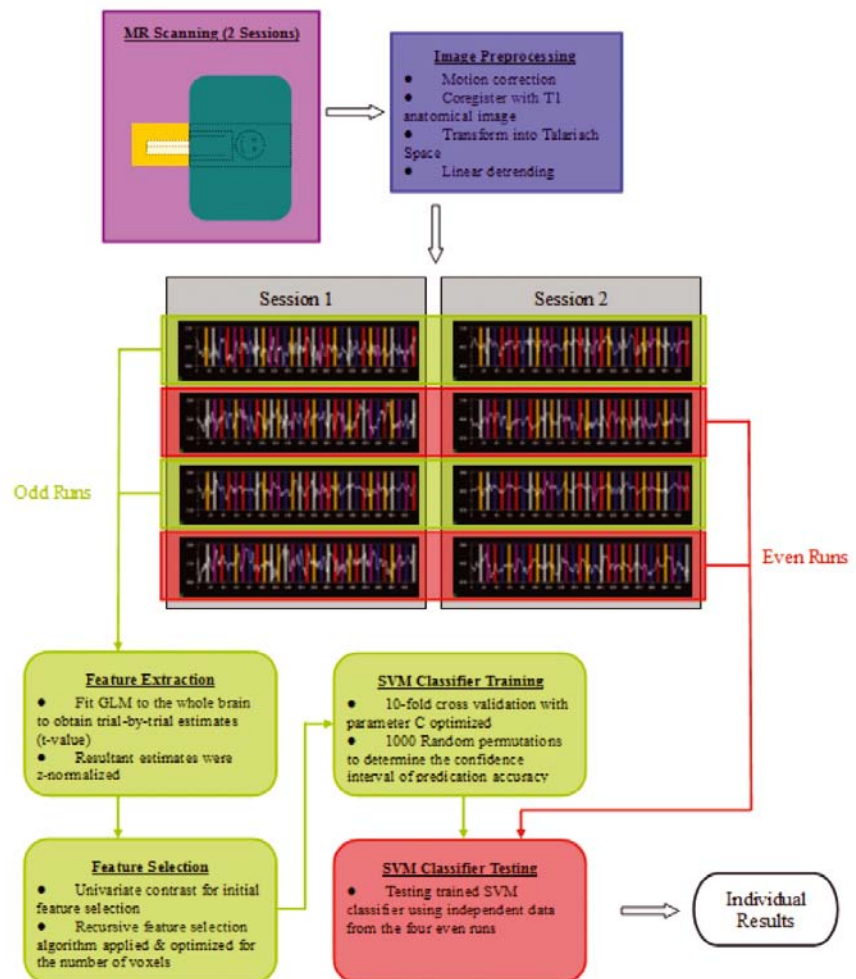 MR Scanning (2 Sessions)
Image Preprocessing
● Motion correction
● Coregister with T1
anatomical image
● Transform into Talariach
Space
● Linear detrending
Session 1
Session 2
Odd Runs
Even Runs
Feature Extraction
● Fit GLM to the whole brain
to obtain trial-by-trial estimates
(t-value)
● Resultant estimates were
z-normalized
Feature Selection
● Univariate contrast for initial
feature selection
● Recursive feature selection
algorithm applied & optimized for
the number of voxels
SVM Classifier Training
● 10-fold cross validation with
parameter C optimized
● 1000 Random permutations
to determine the confidence
interval of predication accuracy
SVM Classifier Testing
● Testing trained SVM
classifier using independent data
from the four even runs
Individual
Results